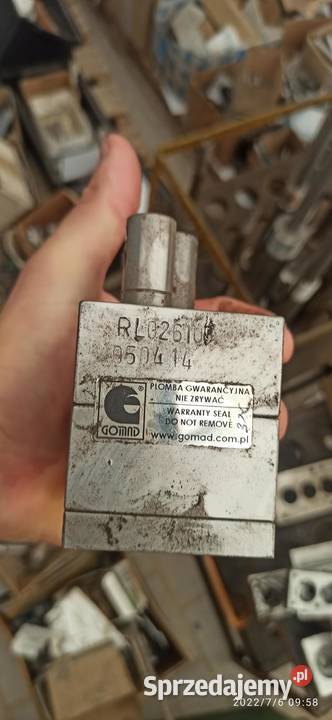 RL02610
050414
GOMAD
®
PLOMBA GWARANCYJNA
NIE ZRYWAĆ
WARRANTY SEAL
DO NOT REMOVE
www.gomad.com.pl
2022/7/6 09:58
Sprzedajemy.pl